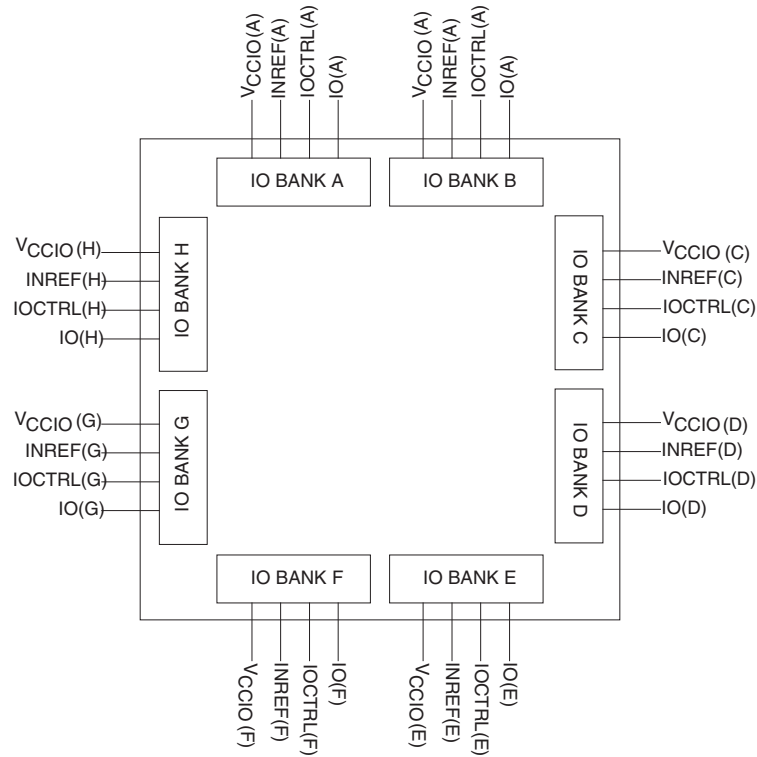 VCCIO(A)
INREF(A)
IOCTRL(A)
IO(A)
VCCIO(A)
INREF(A)
IOCTRL(A)
IO(A)
IO BANK A
IO BANK B
VCCIO(H)
INREF(H)
IOCTRL(H)
IO(H)
IO BANK H
IO BANK C
VCCIO(C)
INREF(C)
IOCTRL(C)
IO(C)
VCCIO(G)
INREF(G)
IOCTRL(G)
IO(G)
IO BANK G
IO BANK D
VCCIO(D)
INREF(D)
IOCTRL(D)
IO(D)
IO BANK F
IO BANK E
VCCIO(F)
INREF(F)
IOCTRL(F)
IO(F)
VCCIO(E)
INREF(E)
IOCTRL(E)
IO(E)